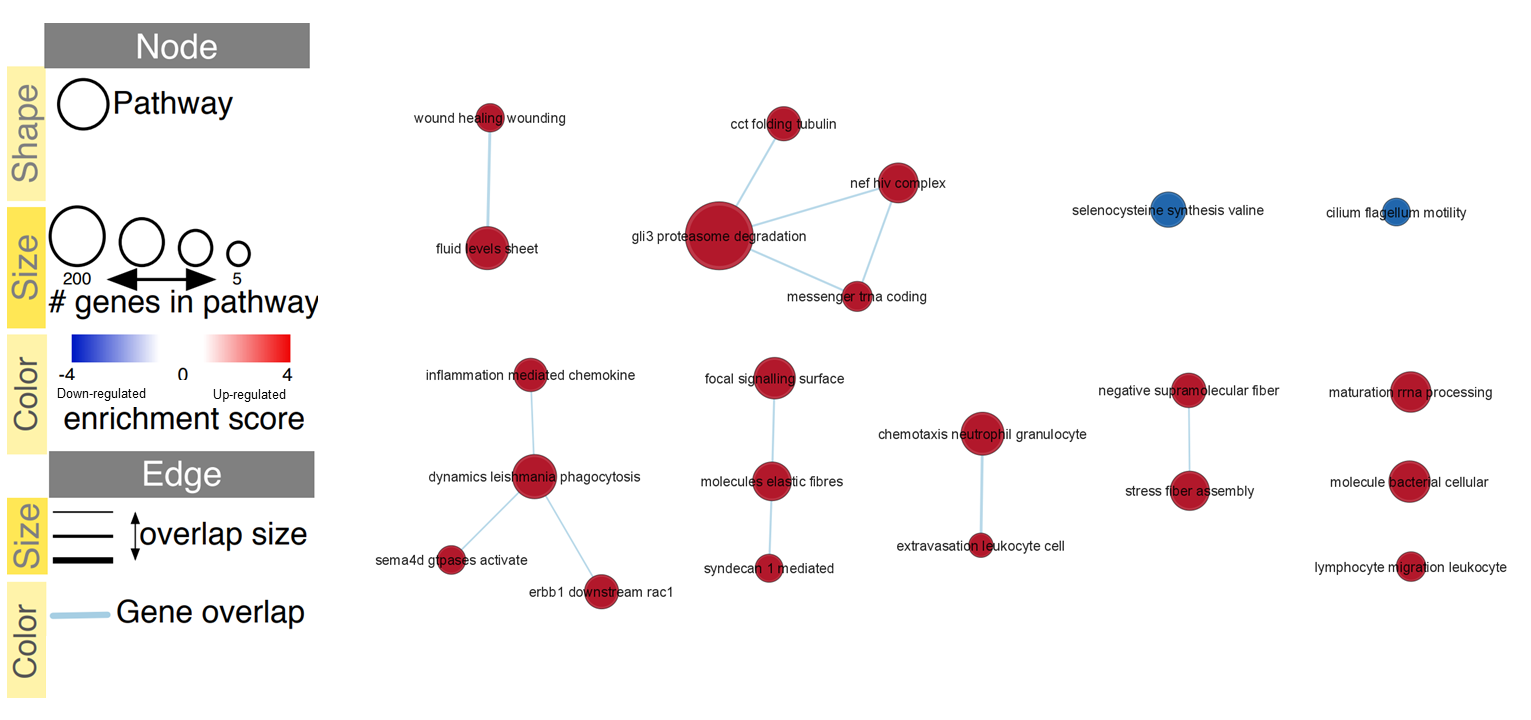 Node
Shape
Pathway
Size
200
5
# genes in pathway
Color
-4
0
4
Down-regulated
Up-regulated
enrichment score
Edge
Size
overlap size
Color
Gene overlap
wound healing wounding
fluid levels sheet
cct folding tubulin
nef hiv complex
gli3 proteasome degradation
messenger trna coding
selenocysteine synthesis valine
cilium flagellum motility
inflammation mediated chemokine
dynamics leishmania phagocytosis
sema4d gtpases activate
erbb1 downstream rac1
focal signalling surface
molecules elastic fibres
syndecan 1 mediated
chemotaxis neutrophil granulocyte
extravasation leukocyte cell
negative supramolecular fiber
stress fiber assembly
maturation rrna processing
molecule bacterial cellular
lymphocyte migration leukocyte